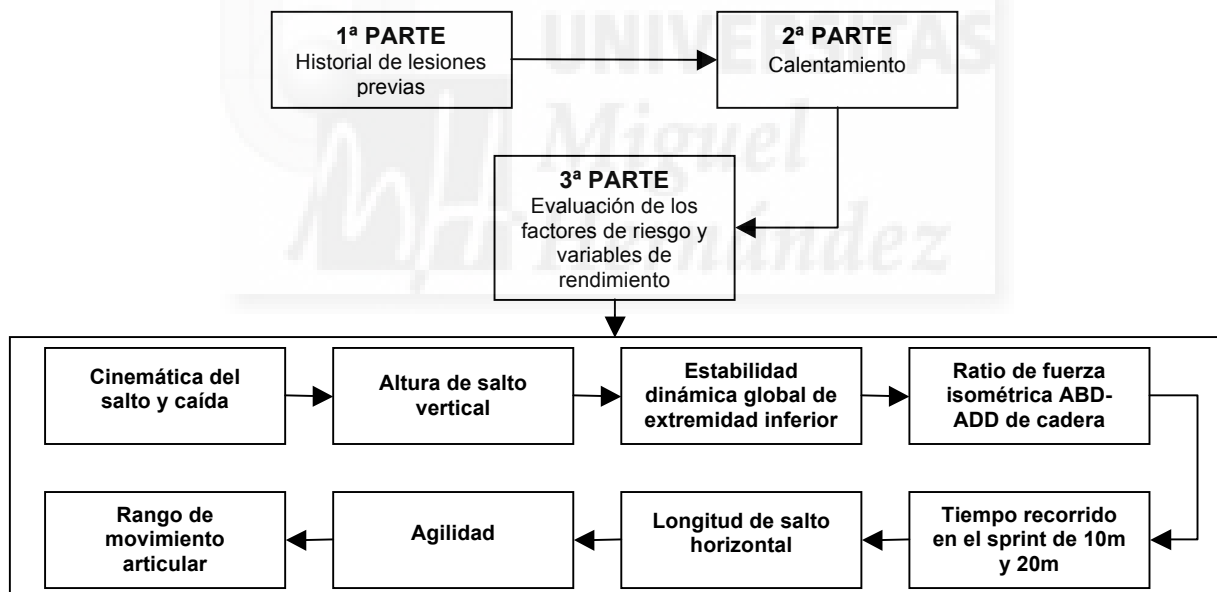 UNIVERSITAS
Miguel
Hernández
1ª PARTE
Historial de lesiones
previas
2ª PARTE
Calentamiento
3ª PARTE
Evaluación de los
factores de riesgo y
variables de
rendimiento
Cinemática del
salto y caída
Altura de salto
vertical
Estabilidad
dinámica global de
extremidad inferior
Ratio de fuerza
isométrica ABD-
ADD de cadera
Rango de
movimiento
articular
Agilidad
Longitud de salto
horizontal
Tiempo recorrido
en el sprint de 10m
y 20m